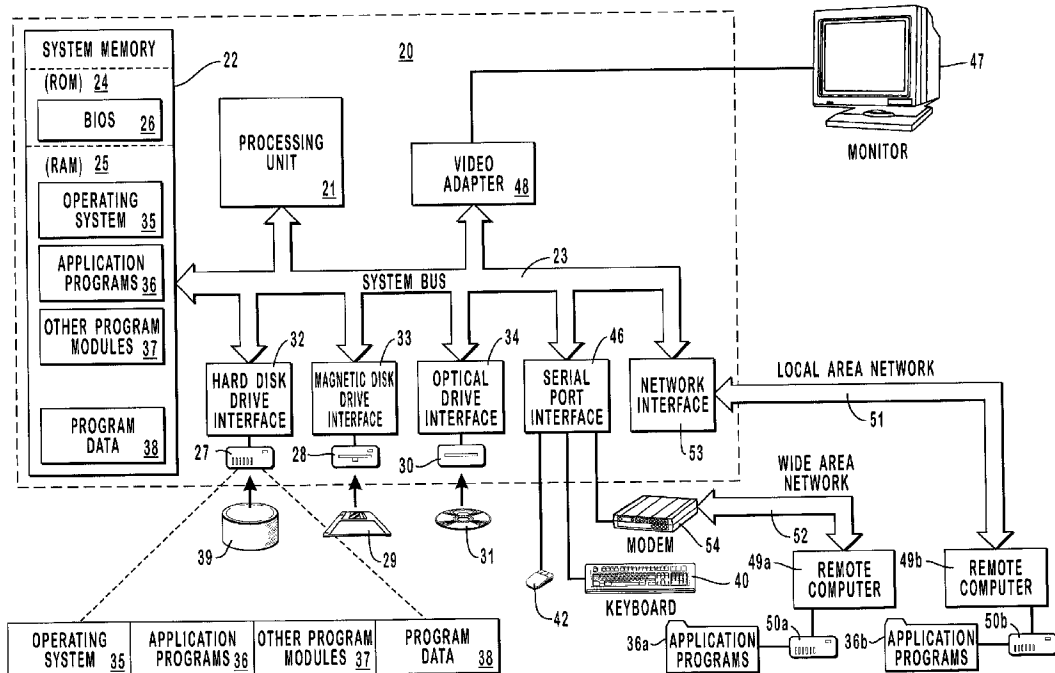 SYSTEM MEMORY
22
(ROM) 24
BIOS 26
(RAM) 25
OPERATING
SYSTEM 35
APPLICATION
PROGRAMS 36
OTHER PROGRAM
MODULES 37
PROGRAM
DATA 38
20
PROCESSING
UNIT
21
VIDEO
ADAPTER 48
47
MONITOR
23
SYSTEM BUS
32
HARD DISK
DRIVE
INTERFACE
33
MAGNETIC DISK
DRIVE
INTERFACE
34
OPTICAL
DRIVE
INTERFACE
46
SERIAL
PORT
INTERFACE
NETWORK
INTERFACE
53
LOCAL AREA NETWORK
51
27
28
30
39
29
31
WIDE AREA
NETWORK
52
MODEM
54
42
KEYBOARD
40
49a
REMOTE
COMPUTER
49b
REMOTE
COMPUTER
50a
50b
36a
APPLICATION
PROGRAMS
36b
APPLICATION
PROGRAMS
OPERATING
SYSTEM 35
APPLICATION
PROGRAMS 36
OTHER PROGRAM
MODULES 37
PROGRAM
DATA 38